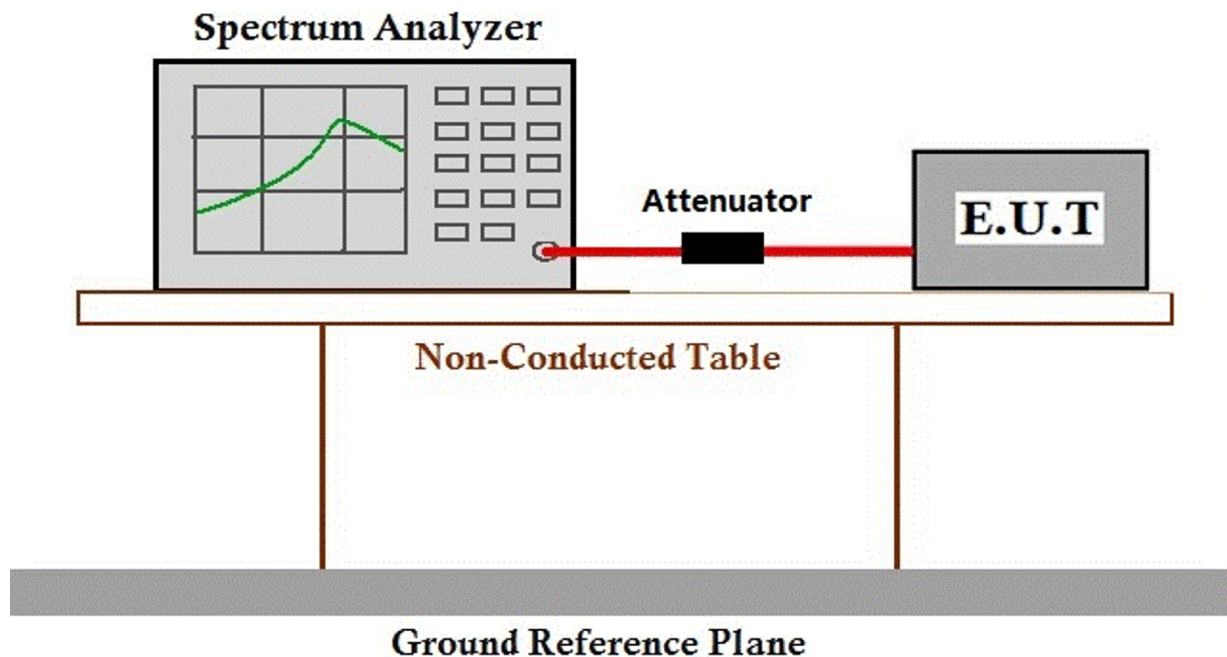 Spectrum Analyzer
Attenuator
E.U.T
Non-Conducted Table
Ground Reference Plane